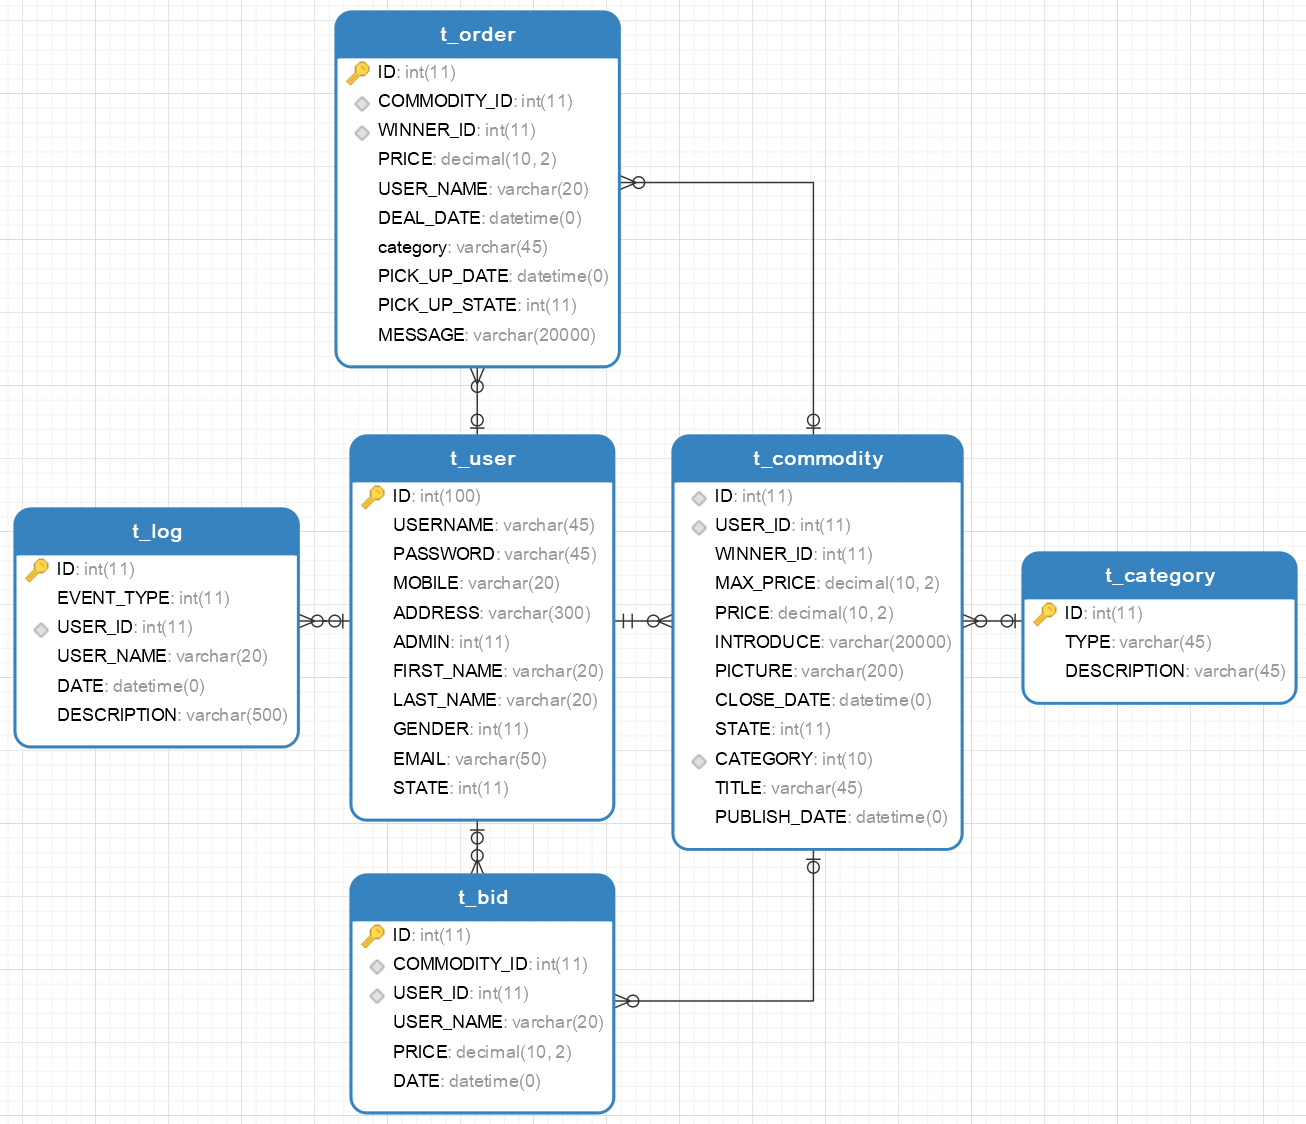 t_order
ID: int(11)
COMMODITY_ID: int(11)
WINNER_ID: int(11)
PRICE: decimal(10, 2)
USER_NAME: varchar(20)
DEAL_DATE: datetime(0)
category: varchar(45)
PICK_UP_DATE: datetime(0)
PICK_UP_STATE: int(11)
MESSAGE: varchar(20000)
t_user
ID: int(100)
USERNAME: varchar(45)
PASSWORD: varchar(45)
MOBILE: varchar(20)
ADDRESS: varchar(300)
ADMIN: int(11)
FIRST_NAME: varchar(20)
LAST_NAME: varchar(20)
GENDER: int(11)
EMAIL: varchar(50)
STATE: int(11)
t_commodity
ID: int(11)
USER_ID: int(11)
WINNER_ID: int(11)
MAX_PRICE: decimal(10, 2)
PRICE: decimal(10, 2)
INTRODUCE: varchar(20000)
PICTURE: varchar(200)
CLOSE_DATE: datetime(0)
STATE: int(11)
CATEGORY: int(10)
TITLE: varchar(45)
PUBLISH_DATE: datetime(0)
t_log
ID: int(11)
EVENT_TYPE: int(11)
USER_ID: int(11)
USER_NAME: varchar(20)
DATE: datetime(0)
DESCRIPTION: varchar(500)
t_category
ID: int(11)
TYPE: varchar(45)
DESCRIPTION: varchar(45)
t_bid
ID: int(11)
COMMODITY_ID: int(11)
USER_ID: int(11)
USER_NAME: varchar(20)
PRICE: decimal(10, 2)
DATE: datetime(0)